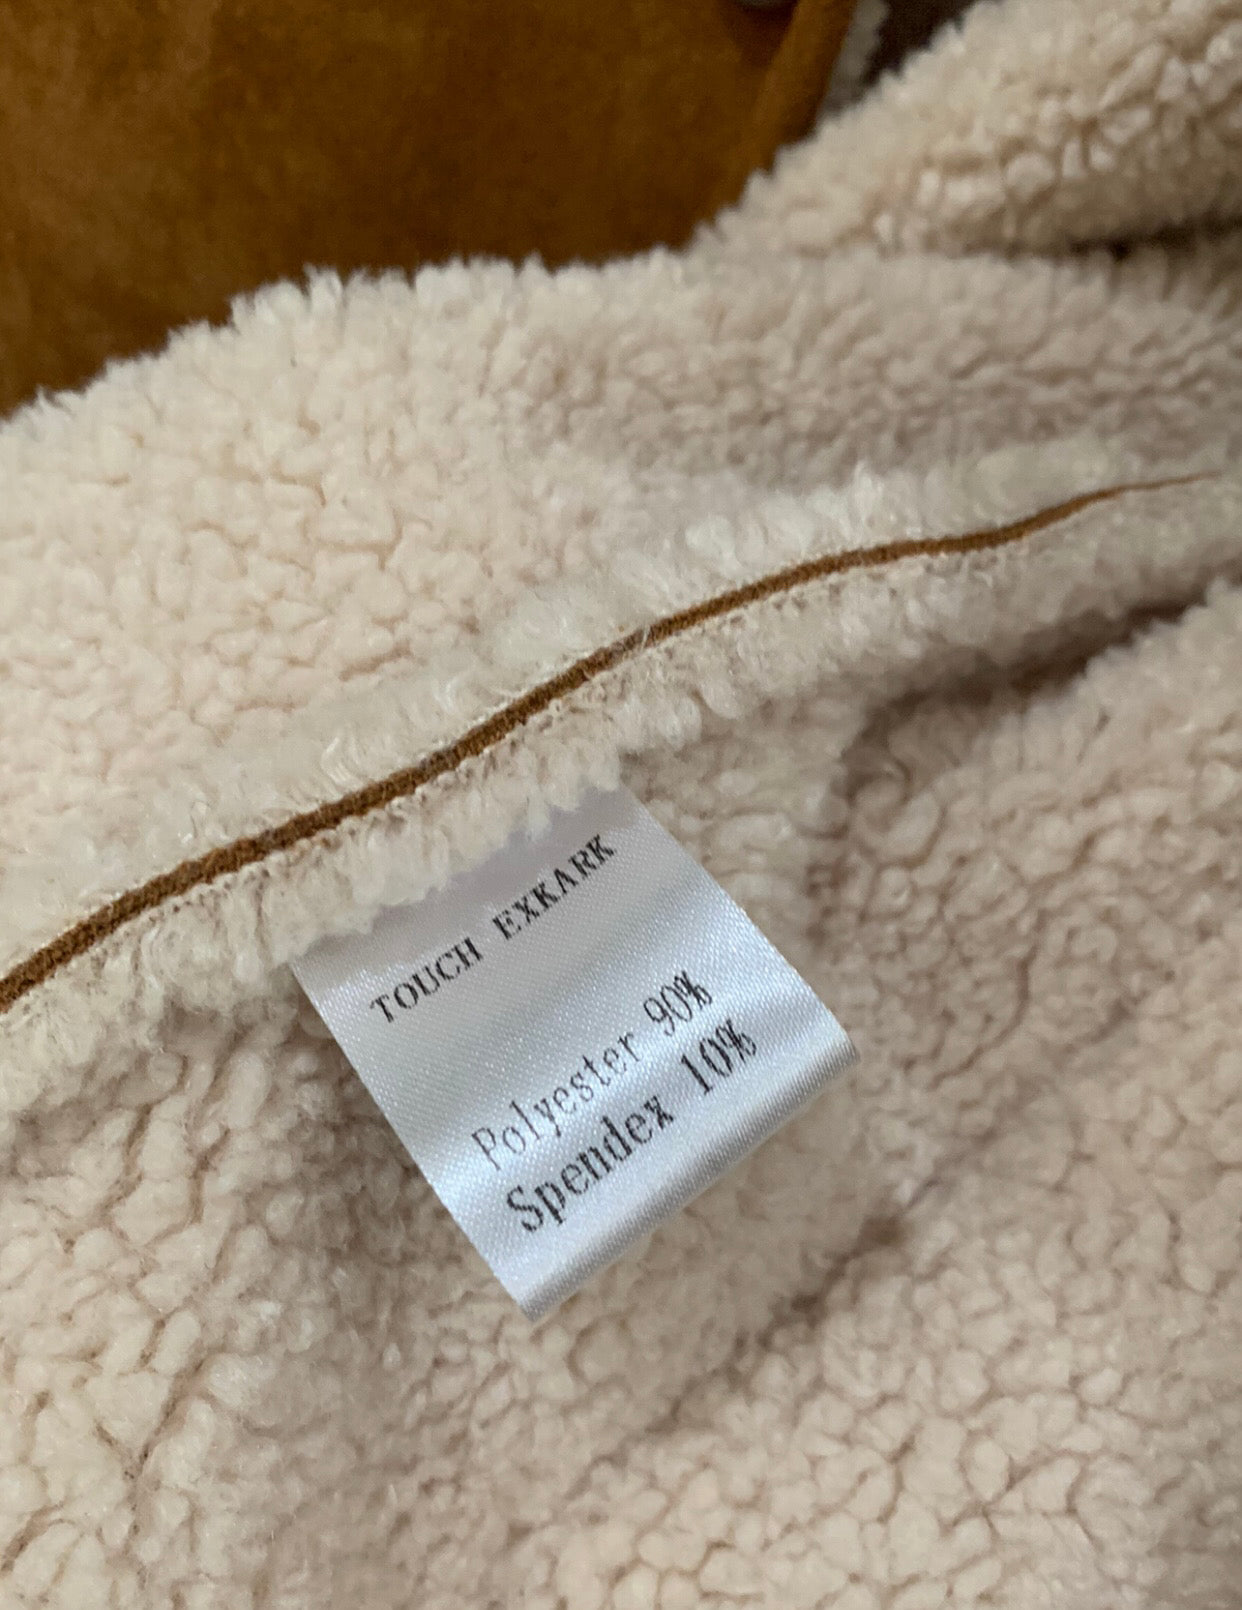 TOUCH EXKARK
Polyester 90%
Spendex 10%